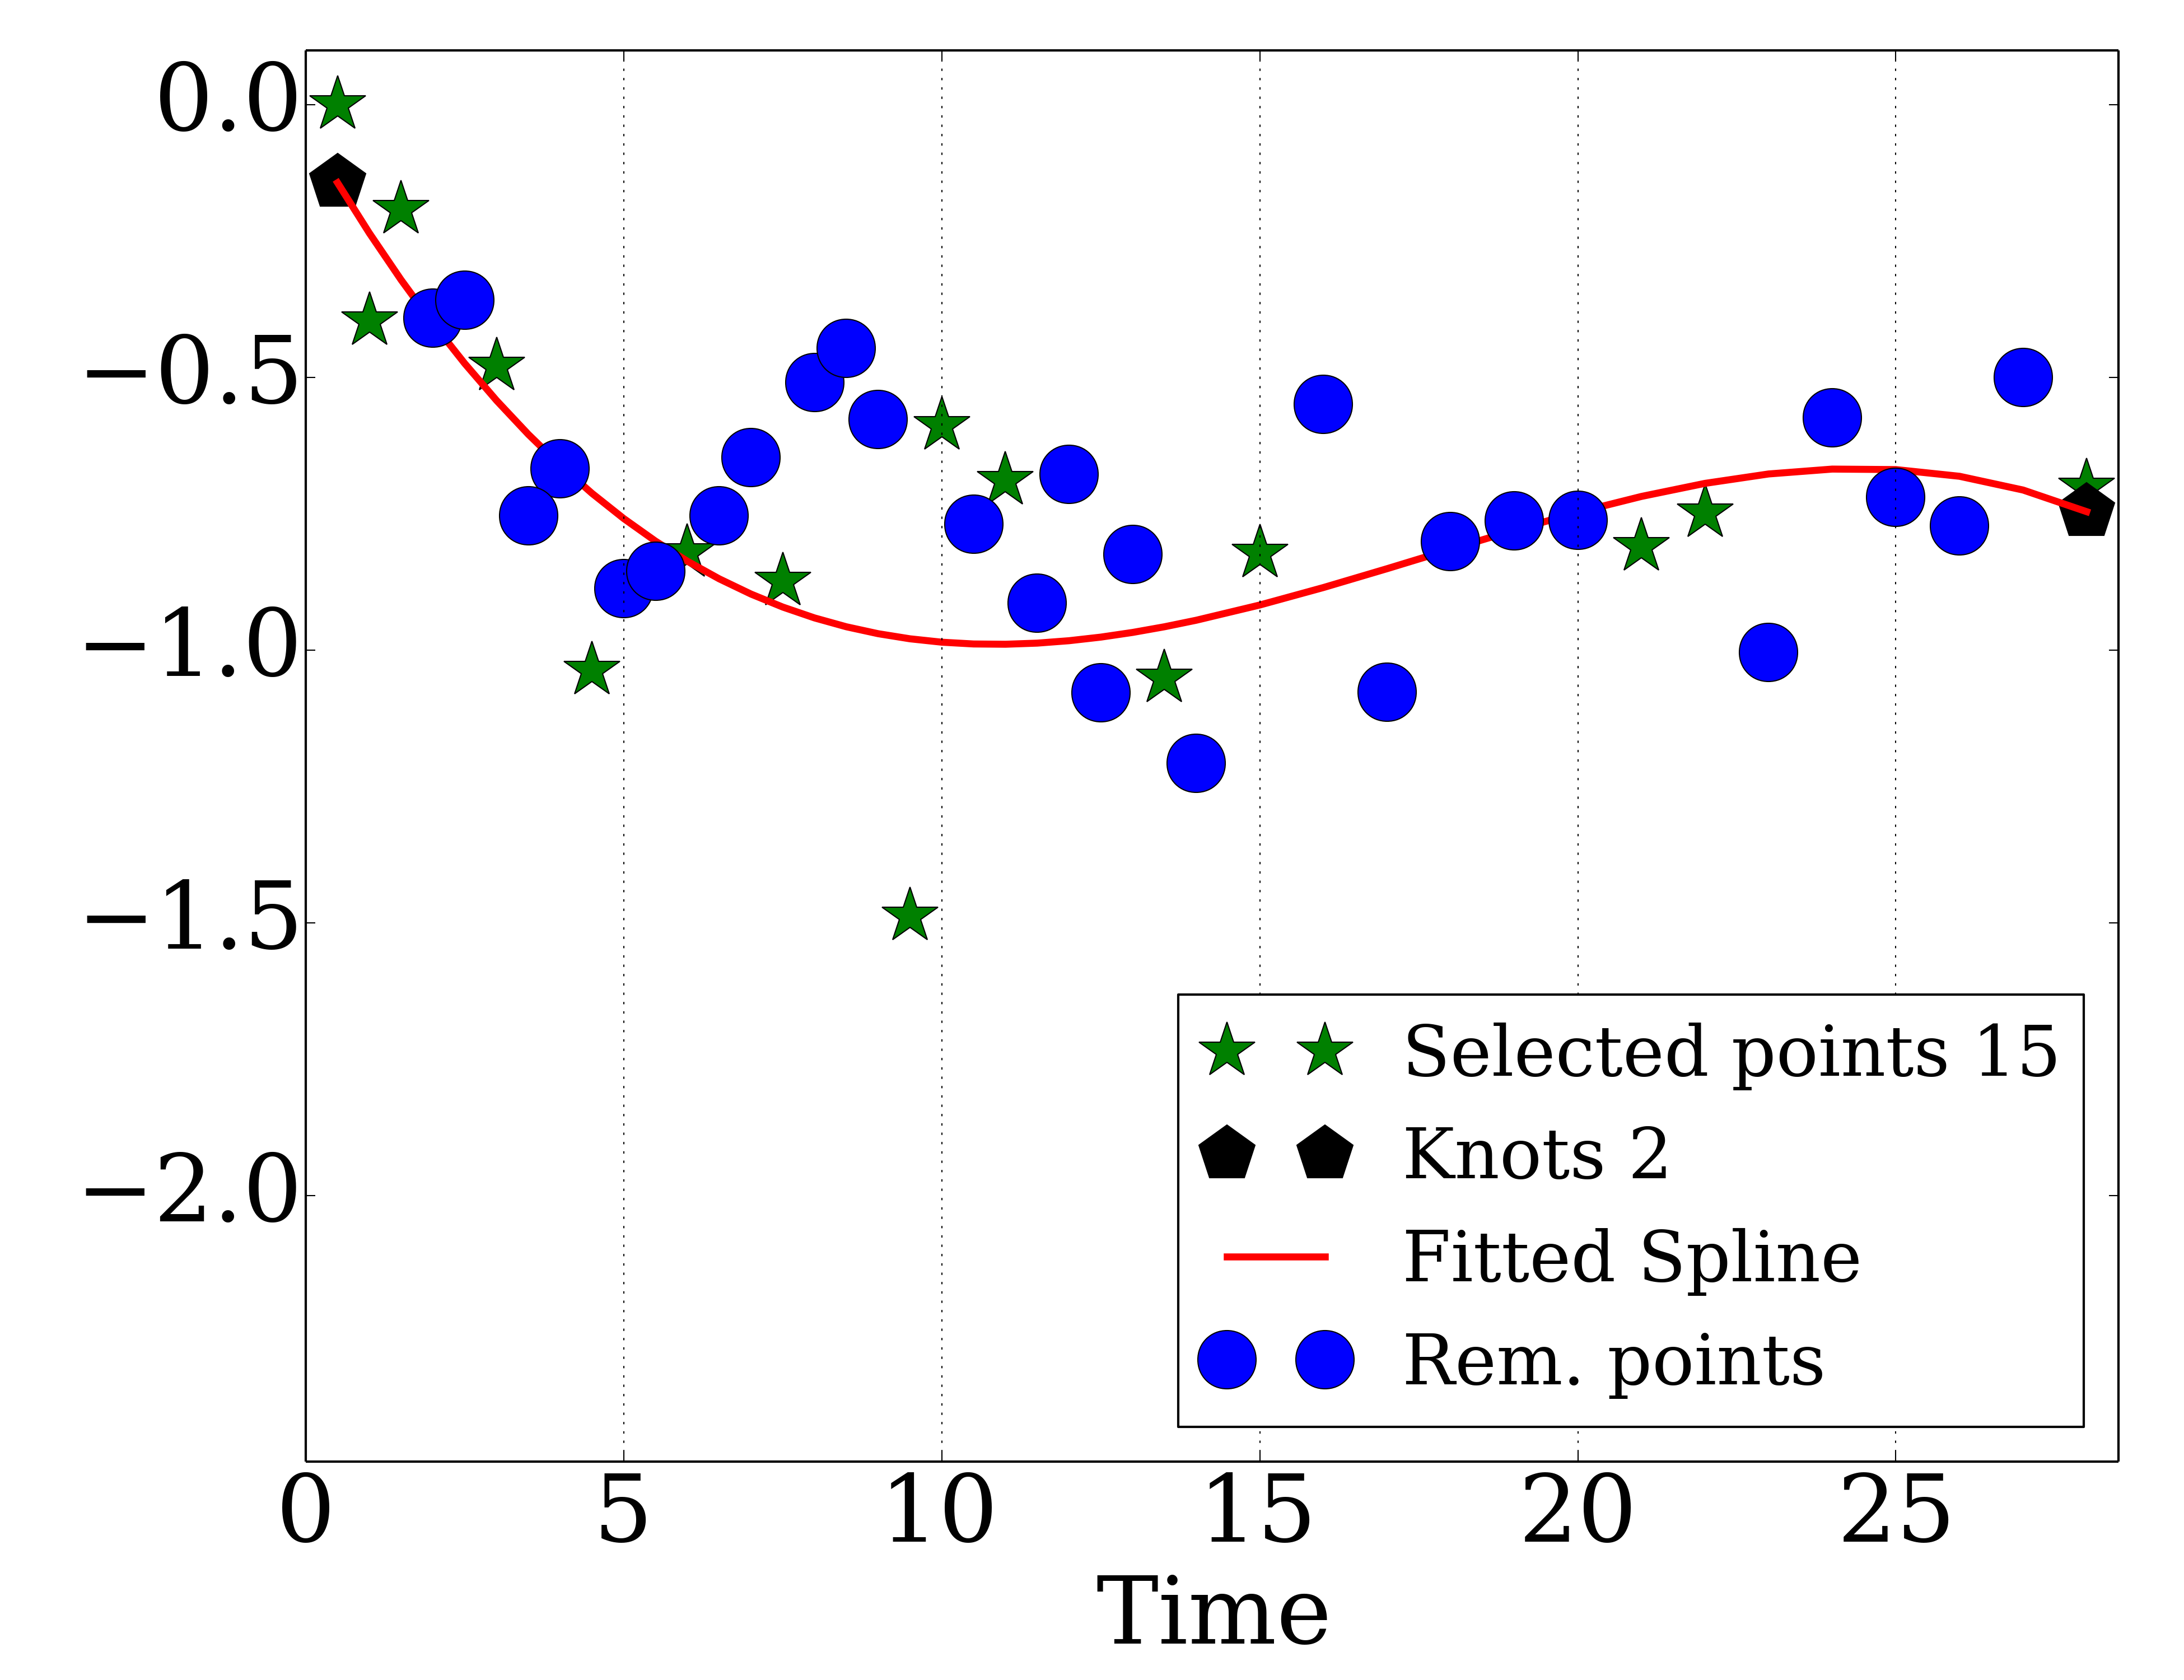 0.0
−0.5
−1.0
−1.5
−2.0
Selected points 15
Knots 2
Fitted Spline
Rem. points
0 5 10 15 20 25
Time